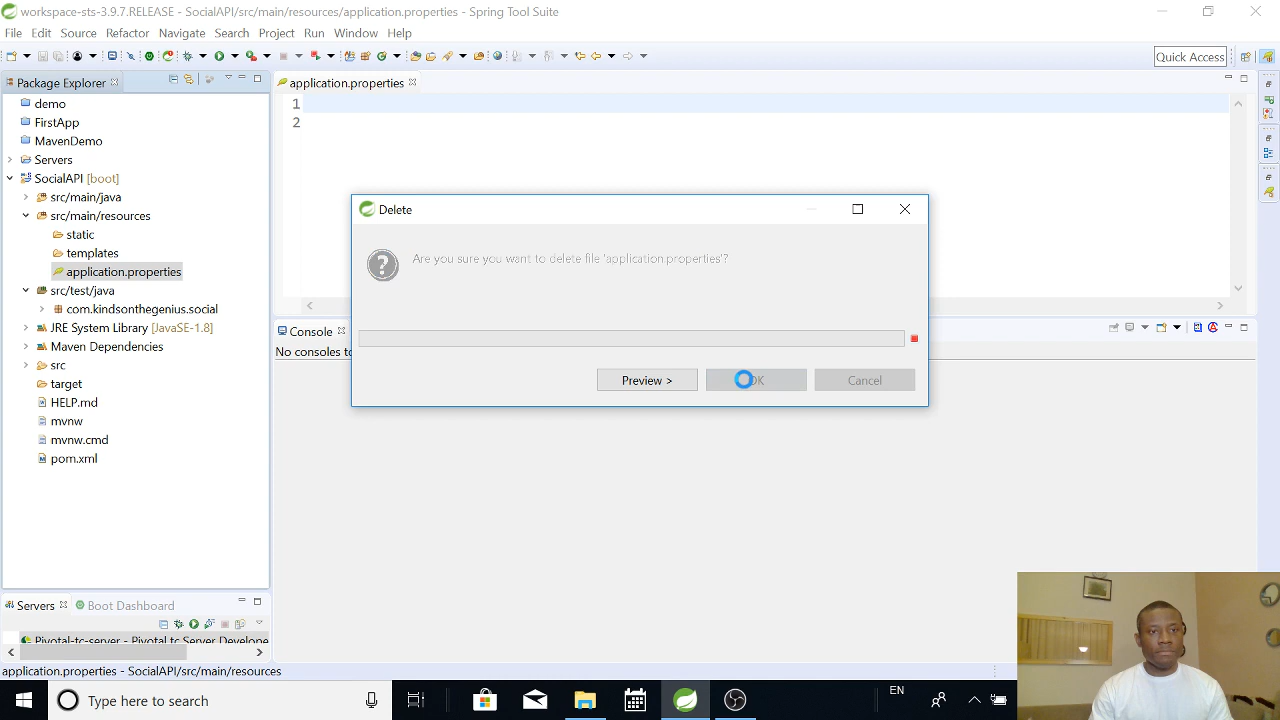 workspace-sts-3.9.7.RELEASE - SocialAPI/src/main/resources/application.properties - Spring Tool Suite
File Edit Source Refactor Navigate Search Project Run Window Help
Quick Access
Package Explorer
application.properties
demo
FirstApp
MavenDemo
Servers
SocialAPI [boot]
src/main/java
src/main/resources
static
templates
application.properties
src/test/java
com.kindsonthegenius.social
JRE System Library [JavaSE-1.8]
Maven Dependencies
src
target
HELP.md
mvnw
mvnw.cmd
pom.xml
1
2
Delete
Are you sure you want to delete file 'application.properties'?
Preview >
Cancel
Console
No consoles to
Servers
Boot Dashboard
Pivotal-tc-server - Pivotal tc Server Develope
application.properties - SocialAPI/src/main/resources
Type here to search
EN